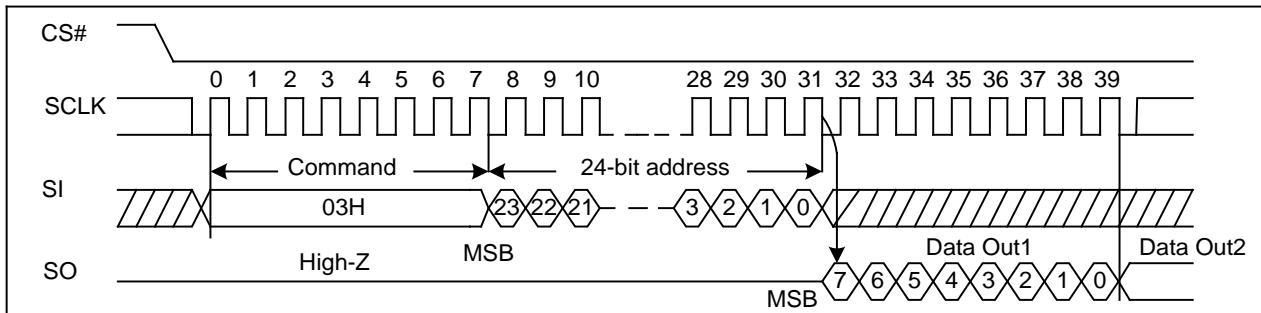 CS#
0 1 2 3 4 5 6 7 8 9 10 28 29 30 31 32 33 34 35 36 37 38 39
SCLK
Command 24-bit address
SI
03H 23 22 21 3 2 1 0
MSB Data Out1 Data Out2
High-Z
SO
7 6 5 4 3 2 1 0
MSB